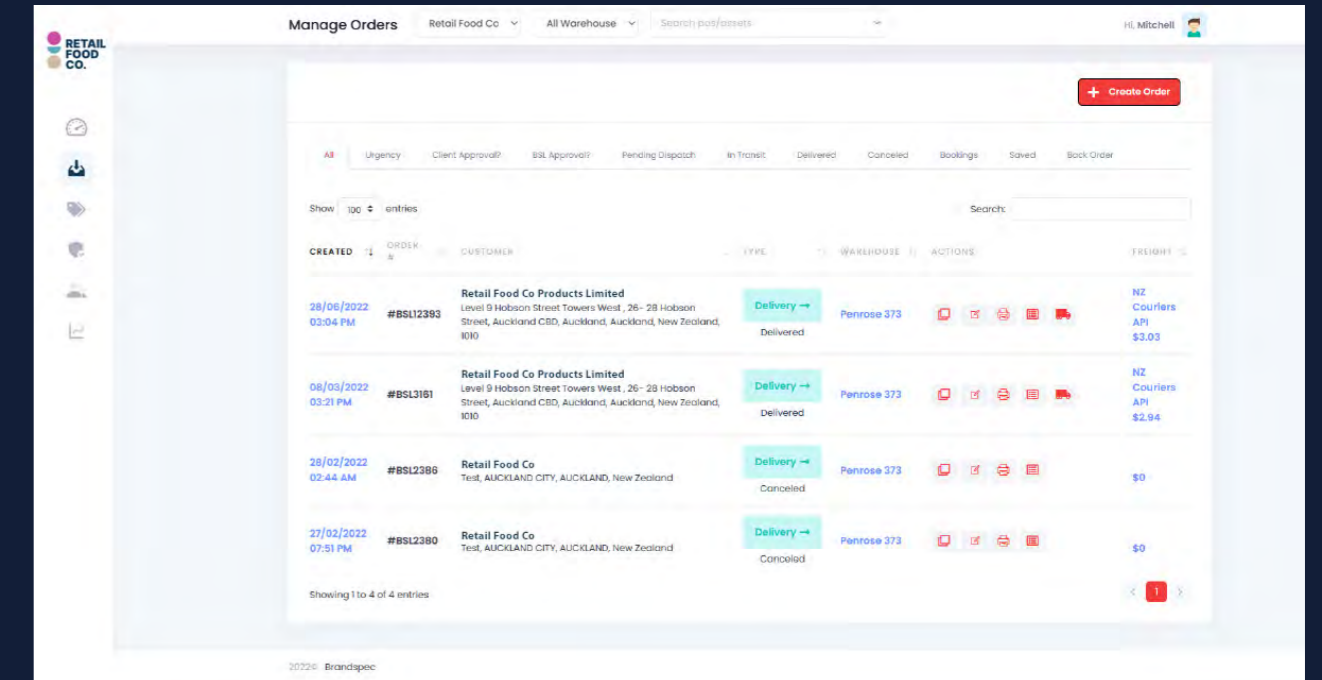 Manage Orders Retail Food Co All Warehouse Search pos/assets Hi, Mitchell
RETAIL
FOOD
CO.
+ Create Order
All Urgency Client Approval? BSL Approval? Pending Dispatch In Transit Delivered Canceled Bookings Saved Back Order
Show 100 entries Search:
CREATED ORDER # CUSTOMER TYPE WAREHOUSE ACTIONS FREIGHT
28/06/2022
03:04 PM
#BSL12393
Retail Food Co Products Limited
Level 9 Hobson Street Towers West , 26- 28 Hobson
Street, Auckland CBD, Auckland, Auckland, New Zealand,
1010
Delivery →
Delivered
Penrose 373
NZ
Couriers
API
$3.03
08/03/2022
03:21 PM
#BSL3161
Retail Food Co Products Limited
Level 9 Hobson Street Towers West , 26- 28 Hobson
Street, Auckland CBD, Auckland, Auckland, New Zealand,
1010
Delivery →
Delivered
Penrose 373
NZ
Couriers
API
$2.94
28/02/2022
02:44 AM
#BSL2386
Retail Food Co
Test, AUCKLAND CITY, AUCKLAND, New Zealand
Delivery →
Canceled
Penrose 373
$0
27/02/2022
07:51 PM
#BSL2380
Retail Food Co
Test, AUCKLAND CITY, AUCKLAND, New Zealand
Delivery →
Canceled
Penrose 373
$0
Showing 1 to 4 of 4 entries < 1 >
2022© Brandspec